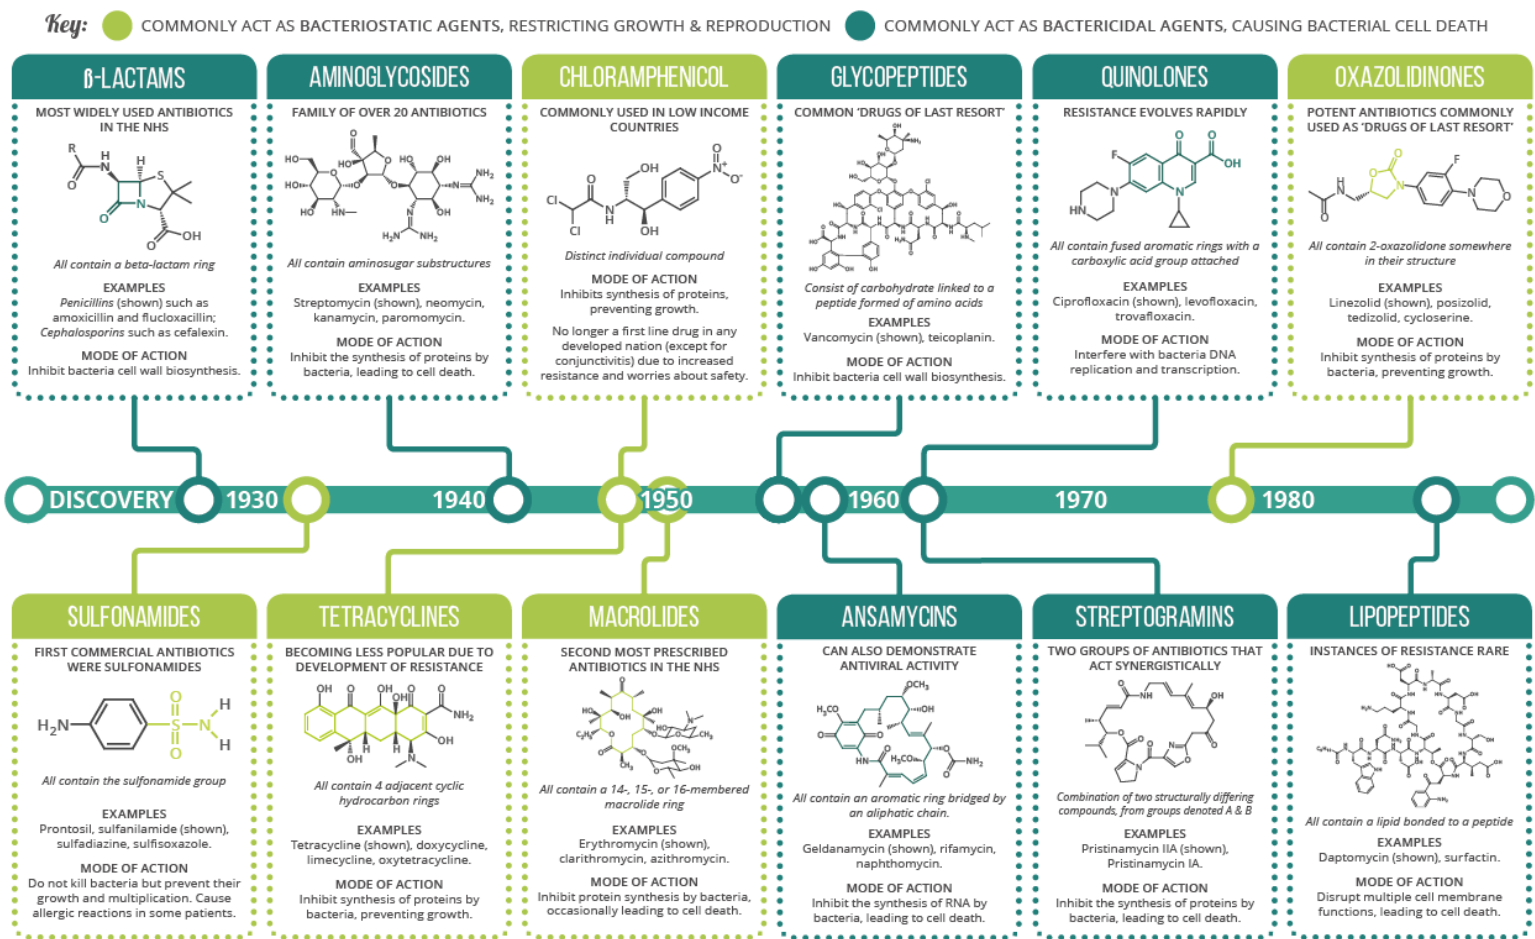 Key: COMMONLY ACT AS BACTERIOSTATIC AGENTS, RESTRICTING GROWTH & REPRODUCTION COMMONLY ACT AS BACTERICIDAL AGENTS, CAUSING BACTERIAL CELL DEATH
ß-LACTAMS
MOST WIDELY USED ANTIBIOTICS
IN THE NHS
All contain a beta-lactam ring
EXAMPLES
Penicillins (shown) such as
amoxicillin and flucloxacillin;
Cephalosporins such as cefalexin.
MODE OF ACTION
Inhibit bacteria cell wall biosynthesis.
AMINOGLYCOSIDES
FAMILY OF OVER 20 ANTIBIOTICS
All contain aminosugar substructures
EXAMPLES
Streptomycin (shown), neomycin,
kanamycin, paromomycin.
MODE OF ACTION
Inhibit the synthesis of proteins by
bacteria, leading to cell death.
CHLORAMPHENICOL
COMMONLY USED IN LOW INCOME
COUNTRIES
Distinct individual compound
MODE OF ACTION
Inhibits synthesis of proteins,
preventing growth.
No longer a first line drug in any
developed nation (except for
conjunctivitis) due to increased
resistance and worries about safety.
GLYCOPEPTIDES
COMMON ‘DRUGS OF LAST RESORT’
Consist of carbohydrate linked to a
peptide formed of amino acids
EXAMPLES
Vancomycin (shown), teicoplanin.
MODE OF ACTION
Inhibit bacteria cell wall biosynthesis.
QUINOLONES
RESISTANCE EVOLVES RAPIDLY
All contain fused aromatic rings with a
carboxylic acid group attached
EXAMPLES
Ciprofloxacin (shown), levofloxacin,
trovafloxacin.
MODE OF ACTION
Interfere with bacteria DNA
replication and transcription.
OXAZOLIDINONES
POTENT ANTIBIOTICS COMMONLY
USED AS ‘DRUGS OF LAST RESORT’
All contain 2-oxazolidone somewhere
in their structure
EXAMPLES
Linezolid (shown), posizolid,
tedizolid, cycloserine.
MODE OF ACTION
Inhibit synthesis of proteins by
bacteria, preventing growth.
DISCOVERY 1930 1940 1950 1960 1970 1980
SULFONAMIDES
FIRST COMMERCIAL ANTIBIOTICS
WERE SULFONAMIDES
All contain the sulfonamide group
EXAMPLES
Prontosil, sulfanilamide (shown),
sulfadiazine, sulfisoxazole.
MODE OF ACTION
Do not kill bacteria but prevent their
growth and multiplication. Cause
allergic reactions in some patients.
TETRACYCLINES
BECOMING LESS POPULAR DUE TO
DEVELOPMENT OF RESISTANCE
All contain 4 adjacent cyclic
hydrocarbon rings
EXAMPLES
Tetracycline (shown), doxycycline,
limecycline, oxytetracycline.
MODE OF ACTION
Inhibit synthesis of proteins by
bacteria, preventing growth.
MACROLIDES
SECOND MOST PRESCRIBED
ANTIBIOTICS IN THE NHS
All contain a 14-, 15-, or 16-membered
macrolide ring
EXAMPLES
Erythromycin (shown),
clarithromycin, azithromycin.
MODE OF ACTION
Inhibit protein synthesis by bacteria,
occasionally leading to cell death.
ANSAMYCINS
CAN ALSO DEMONSTRATE
ANTIVIRAL ACTIVITY
All contain an aromatic ring bridged by
an aliphatic chain.
EXAMPLES
Geldanamycin (shown), rifamycin,
naphthomycin.
MODE OF ACTION
Inhibit the synthesis of RNA by
bacteria, leading to cell death.
STREPTOGRAMINS
TWO GROUPS OF ANTIBIOTICS THAT
ACT SYNERGISTICALLY
Combination of two structurally differing
compounds, from groups denoted A & B
EXAMPLES
Pristinamycin IIA (shown),
Pristinamycin IA.
MODE OF ACTION
Inhibit the synthesis of proteins by
bacteria, leading to cell death.
LIPOPEPTIDES
INSTANCES OF RESISTANCE RARE
All contain a lipid bonded to a peptide
EXAMPLES
Daptomycin (shown), surfactin.
MODE OF ACTION
Disrupt multiple cell membrane
functions, leading to cell death.